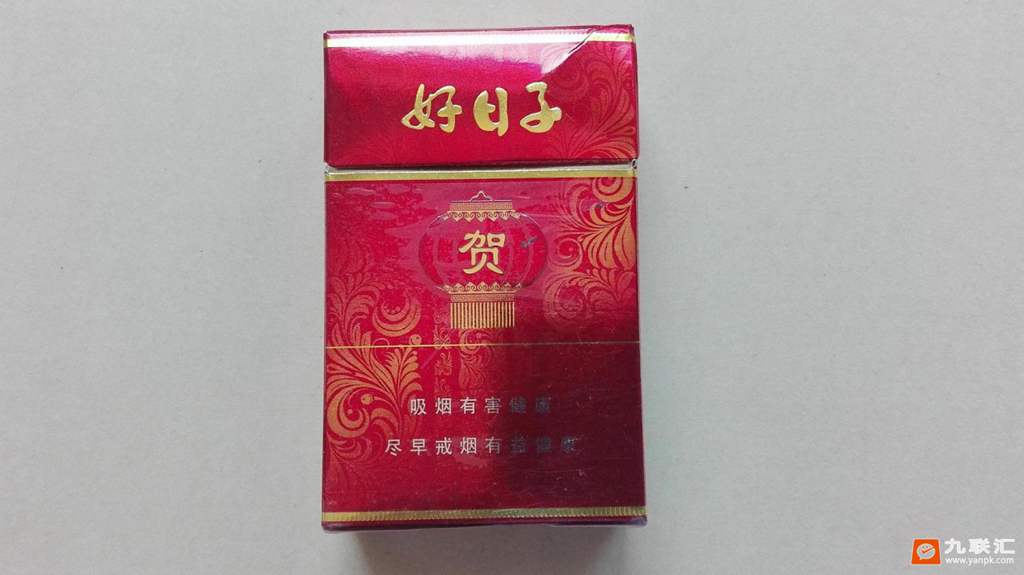 好日子
贺
吸烟有害健康
尽早戒烟有益健康
九联汇
www.yanpk.com